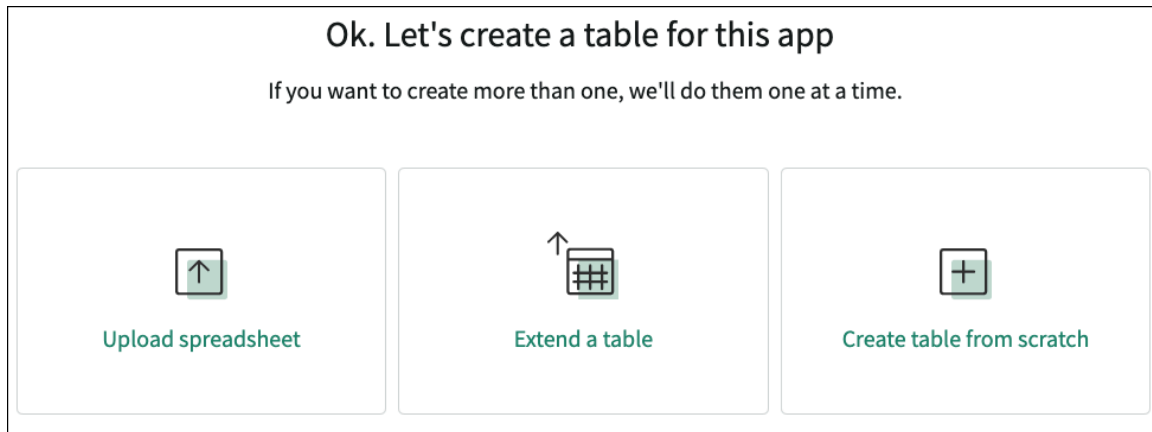 Ok. Let's create a table for this app
If you want to create more than one, we'll do them one at a time.
Upload spreadsheet
Extend a table
Create table from scratch